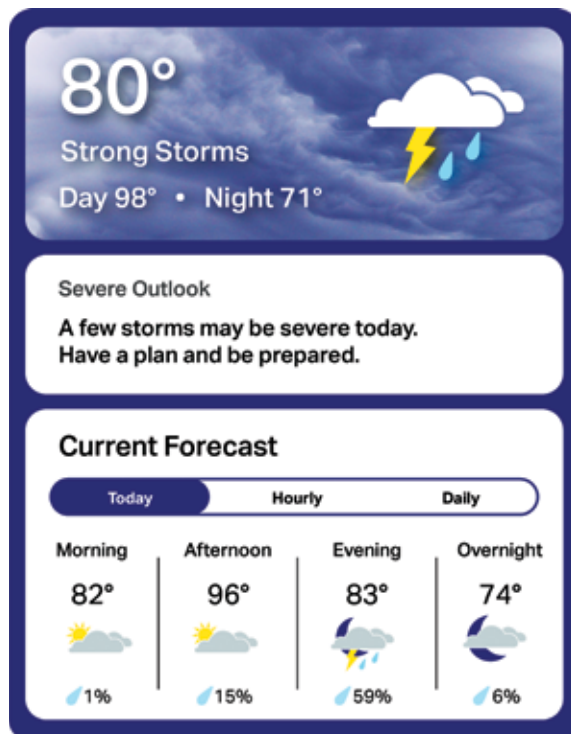 80°
Strong Storms
Day 98° • Night 71°
Severe Outlook
A few storms may be severe today.
Have a plan and be prepared.
Current Forecast
Today Hourly Daily
Morning Afternoon Evening Overnight
82° 96° 83° 74°
1% 15% 59% 6%